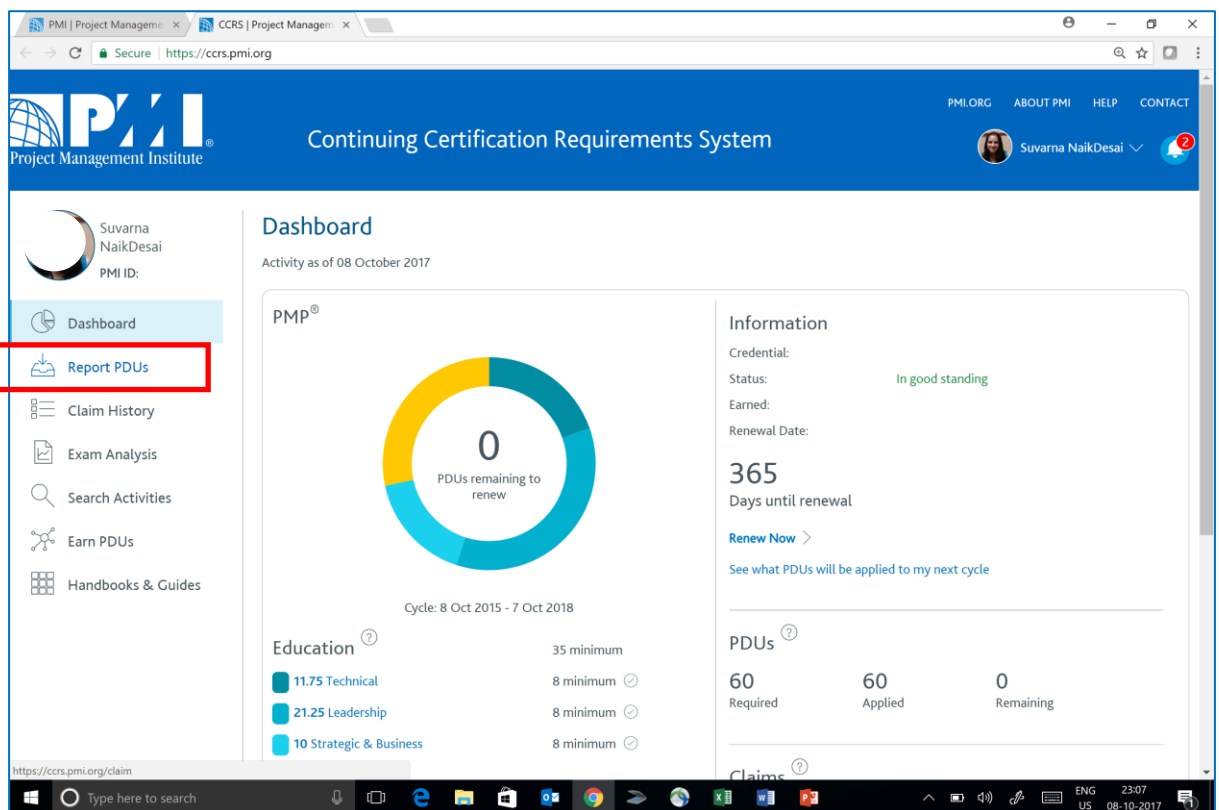 PMI | Project Manageme
CCRS | Project Managem
Secure https://ccrs.pmi.org
PMI.ORG ABOUT PMI HELP CONTACT
PMI ®
Project Management Institute
Continuing Certification Requirements System
Suvarna NaikDesai
2
Suvarna
NaikDesai
PMI ID:
Dashboard
Report PDUs
Claim History
Exam Analysis
Search Activities
Earn PDUs
Handbooks & Guides
Dashboard
Activity as of 08 October 2017
PMP®
0
PDUs remaining to
renew
Cycle: 8 Oct 2015 - 7 Oct 2018
Education ? 35 minimum
11.75 Technical 8 minimum
21.25 Leadership 8 minimum
10 Strategic & Business 8 minimum
Information
Credential:
Status: In good standing
Earned:
Renewal Date:
365
Days until renewal
Renew Now
See what PDUs will be applied to my next cycle
PDUs ?
60 60 0
Required Applied Remaining
Claims ?
https://ccrs.pmi.org/claim
Type here to search
ENG
US
23:07
08-10-2017